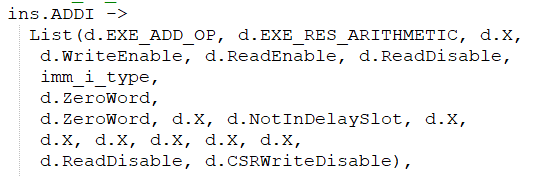 ins.ADDI ->
List(d.EXE_ADD_OP, d.EXE_RES_ARITHMETIC, d.X,
d.WriteEnable, d.ReadEnable, d.ReadDisable,
imm_i_type,
d.ZeroWord,
d.ZeroWord, d.X, d.NotInDelaySlot, d.X,
d.X, d.X, d.X, d.X, d.X,
d.ReadDisable, d.CSRWriteDisable),